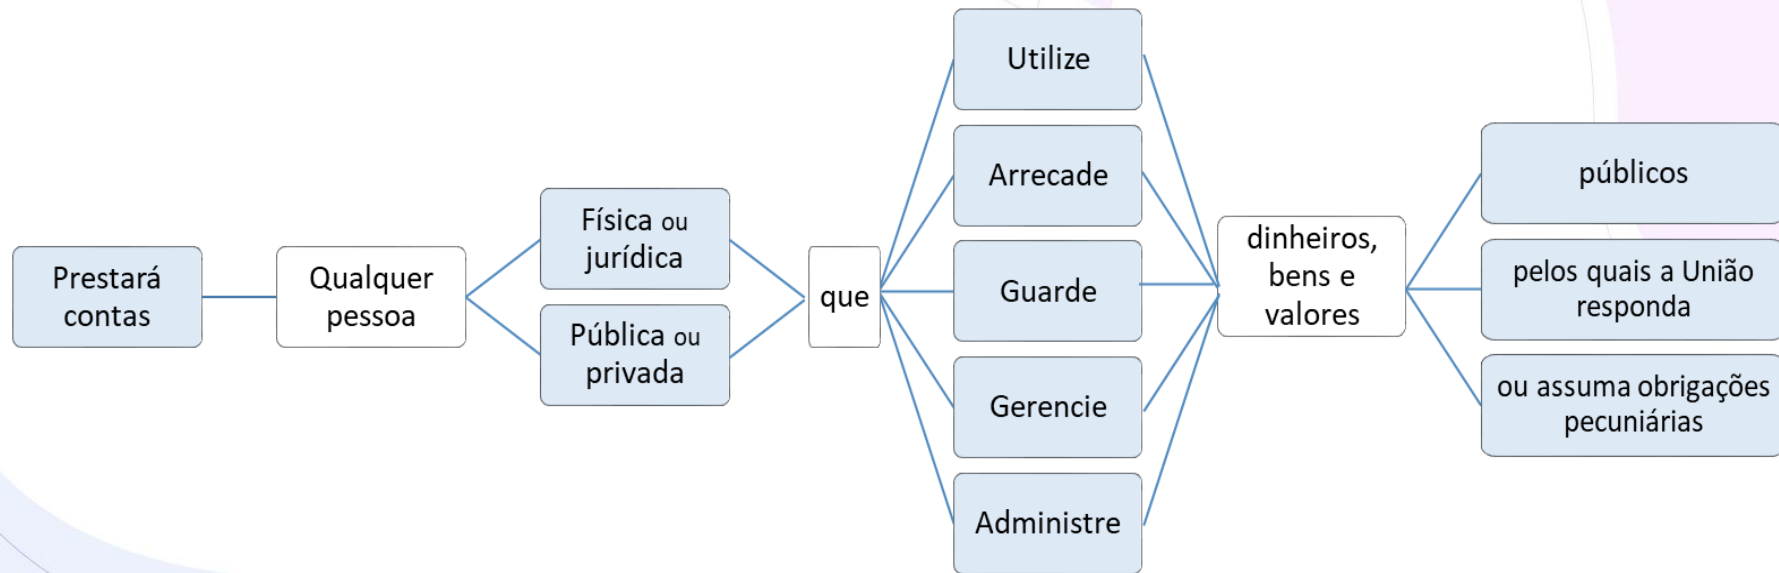 Prestará
contas
Qualquer
pessoa
Física ou
jurídica
Pública ou
privada
que
Utilize
Arrecade
Guarde
Gerencie
Administre
dinheiros,
bens e
valores
públicos
pelos quais a União
responda
ou assuma obrigações
pecuniárias